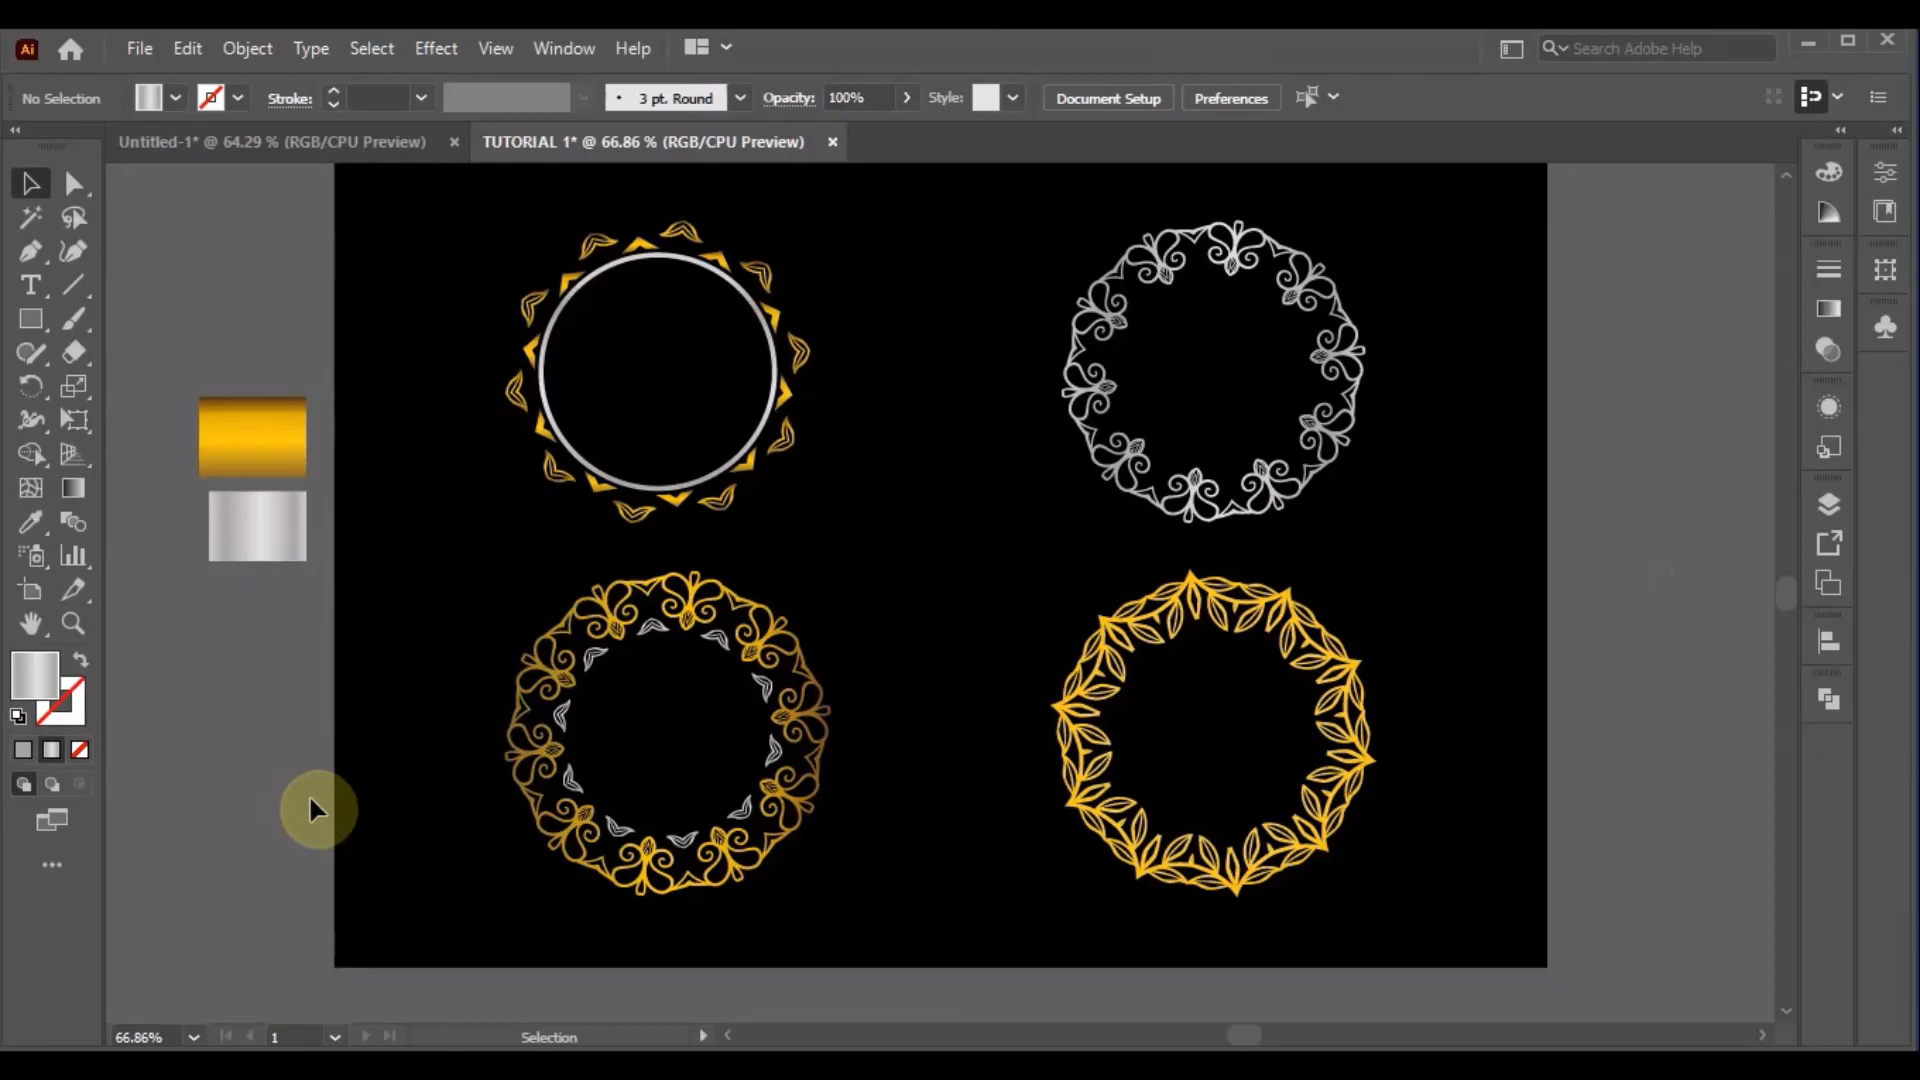 Ai File Edit Object Type Select Effect View Window Help Search Adobe Help
No Selection Stroke: 3 pt. Round Opacity: 100% Style: Document Setup Preferences
Untitled-1* @ 64.29 % (RGB/CPU Preview) TUTORIAL 1* @ 66.86 % (RGB/CPU Preview)
66.86% 1 Selection